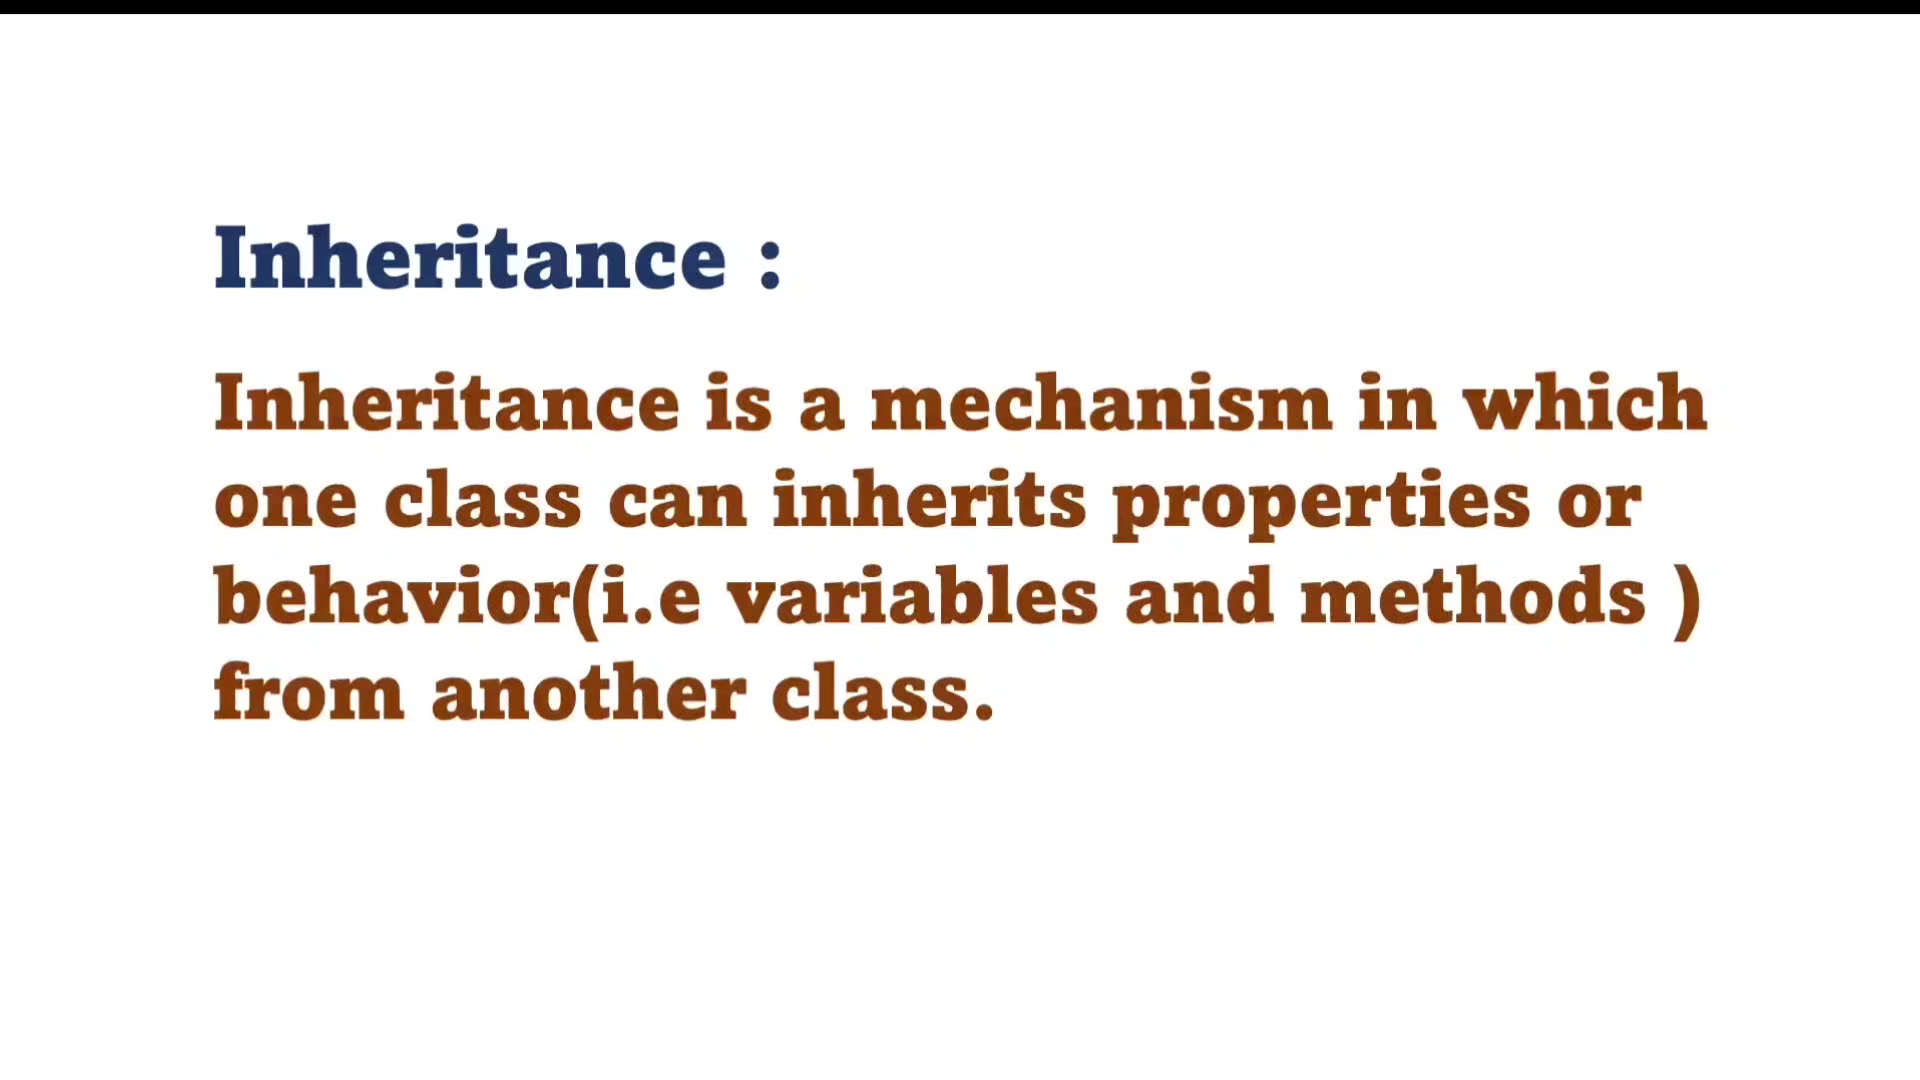 Inheritance :
Inheritance is a mechanism in which
one class can inherits properties or
behavior(i.e variables and methods )
from another class.